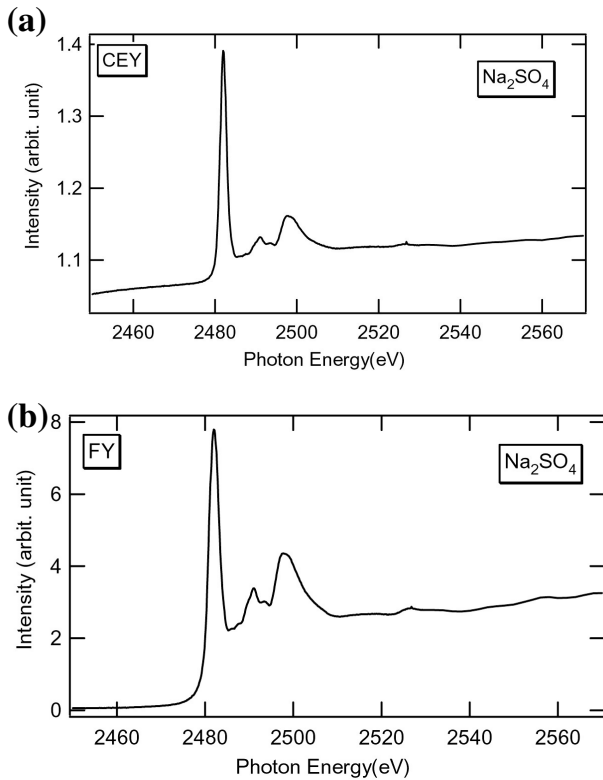 (a)
CEY
Na₂SO₄
Intensity (arbit. unit)
1.4
1.3
1.2
1.1
2460 2480 2500 2520 2540 2560
Photon Energy(eV)
(b)
FY
Na₂SO₄
Intensity (arbit. unit)
8
6
4
2
0
2460 2480 2500 2520 2540 2560
Photon Energy(eV)